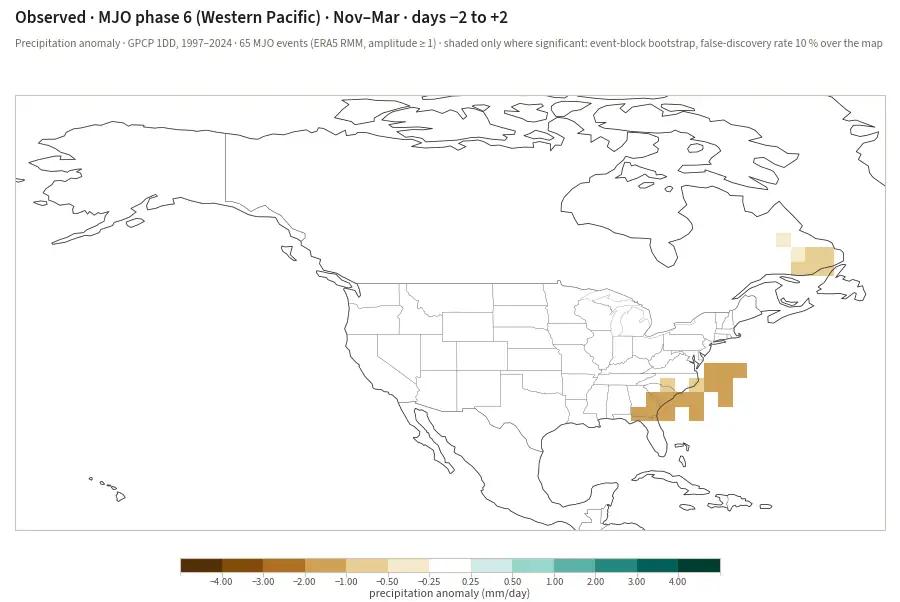 Observed · MJO phase 6 (Western Pacific) · Nov–Mar · days −2 to +2
Precipitation anomaly · GPCP 1DD, 1997–2024 · 65 MJO events (ERA5 RMM, amplitude ≥ 1) · shaded only where significant: event-block bootstrap, false-discovery rate 10 % over the map
−4.00 −3.00 −2.00 −1.00 −0.50 −0.25 0.25 0.50 1.00 2.00 3.00 4.00
precipitation anomaly (mm/day)